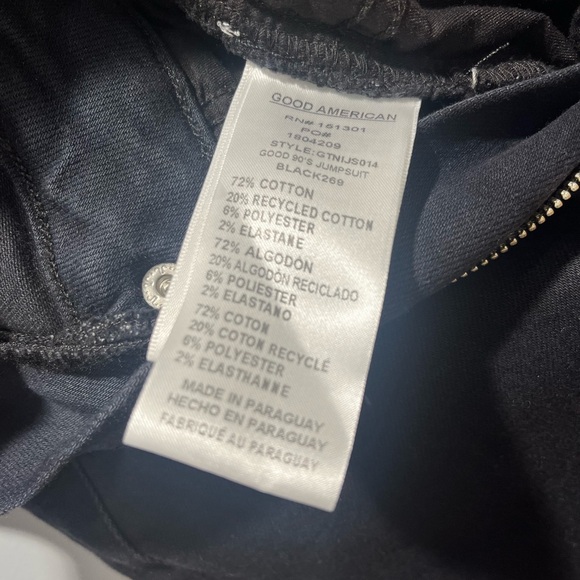 GOOD AMERICAN
RN# 151301
PO#
1804209
STYLE: GTNIJS014
GOOD 90'S JUMPSUIT
BLACK269
72% COTTON
20% RECYCLED COTTON
6% POLYESTER
2% ELASTANE
72% ALGODÓN
20% ALGODÓN RECICLADO
6% POLIESTER
2% ELASTANO
72% COTON
20% COTON RECYCLÉ
6% POLYESTER
2% ELASTHANNE
MADE IN PARAGUAY
HECHO EN PARAGUAY
FABRIQUÉ AU PARAGUAY